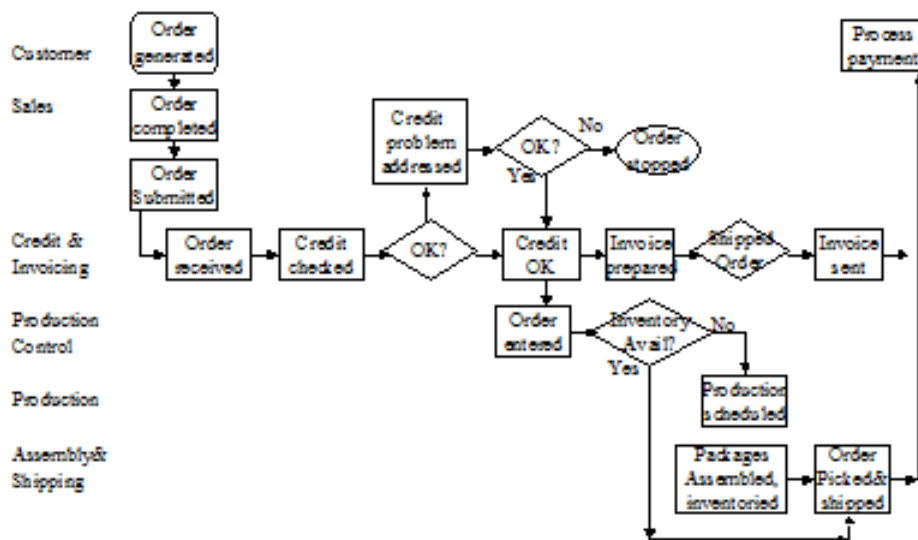 Order
generated
Process
payment
Customer
Sales
Order
completed
Credit
problem
addressed
OK?
No
Order
stopped
Yes
Order
Submitted
Credit &
Invoicing
Order
received
Credit
checked
OK?
Credit
OK
Invoice
prepared
Shipped
Order
Invoice
sent
Production
Control
Order
entered
Inventory
Avail?
No
Yes
Production
Production
scheduled
Assembly&
Shipping
Packages
Assembled,
inventoried
Order
Picked&
shipped